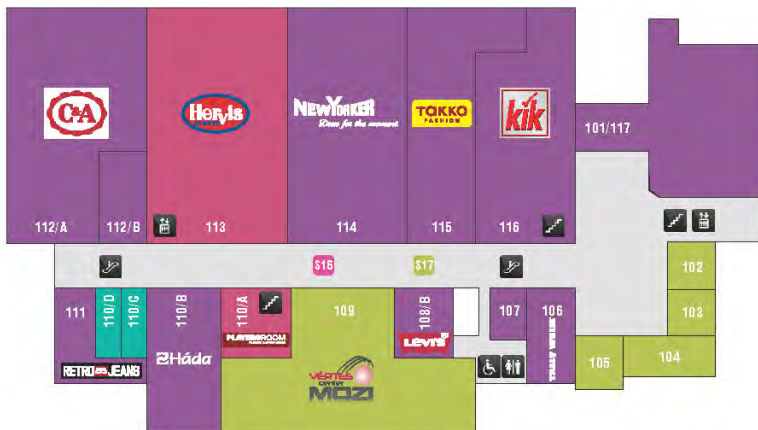 C&A
Hervis
NEWYORKER
Dress for the moment
TAKKO
FASHION
kik
101/117
112/A
112/B
113
114
115
116
S16
S17
102
103
104
105
111
110/D
110/C
110/B
110/A
109
108/B
107
106
PLAYERSROOM
LEVI'S
RETRO JEANS
Háda
VÉRTES
CENTER
MOZI